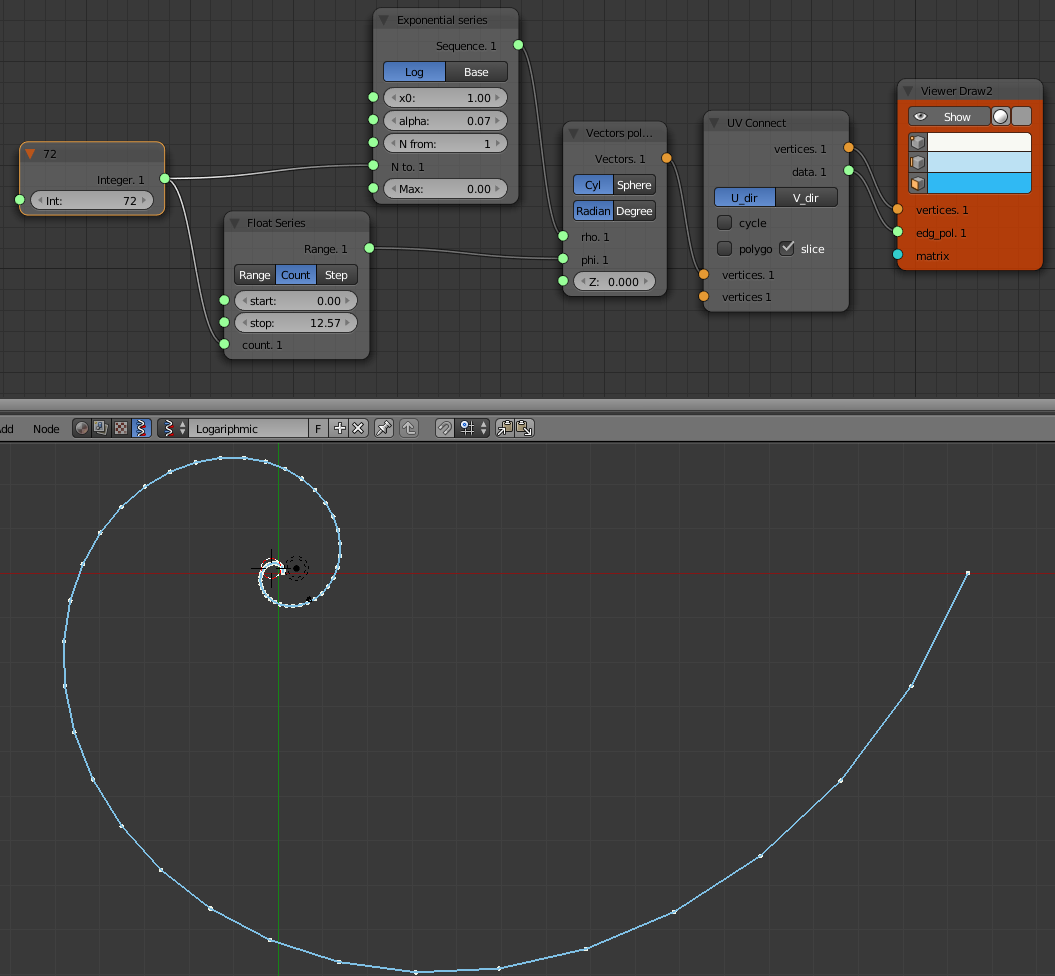 Exponential series
Sequence. 1
Log Base
x0: 1.00
alpha: 0.07
N from: 1
N to. 1
Max: 0.00
72
Integer. 1
Int: 72
Float Series
Range. 1
Range Count Step
start: 0.00
stop: 12.57
count. 1
Vectors pol...
Vectors. 1
Cyl Sphere
Radian Degree
rho. 1
phi. 1
Z: 0.000
UV Connect
vertices. 1
data. 1
U_dir V_dir
cycle
polygo slice
vertices. 1
vertices 1
Viewer Draw2
Show
vertices. 1
edg_pol. 1
matrix
dd Node Logariphmic F